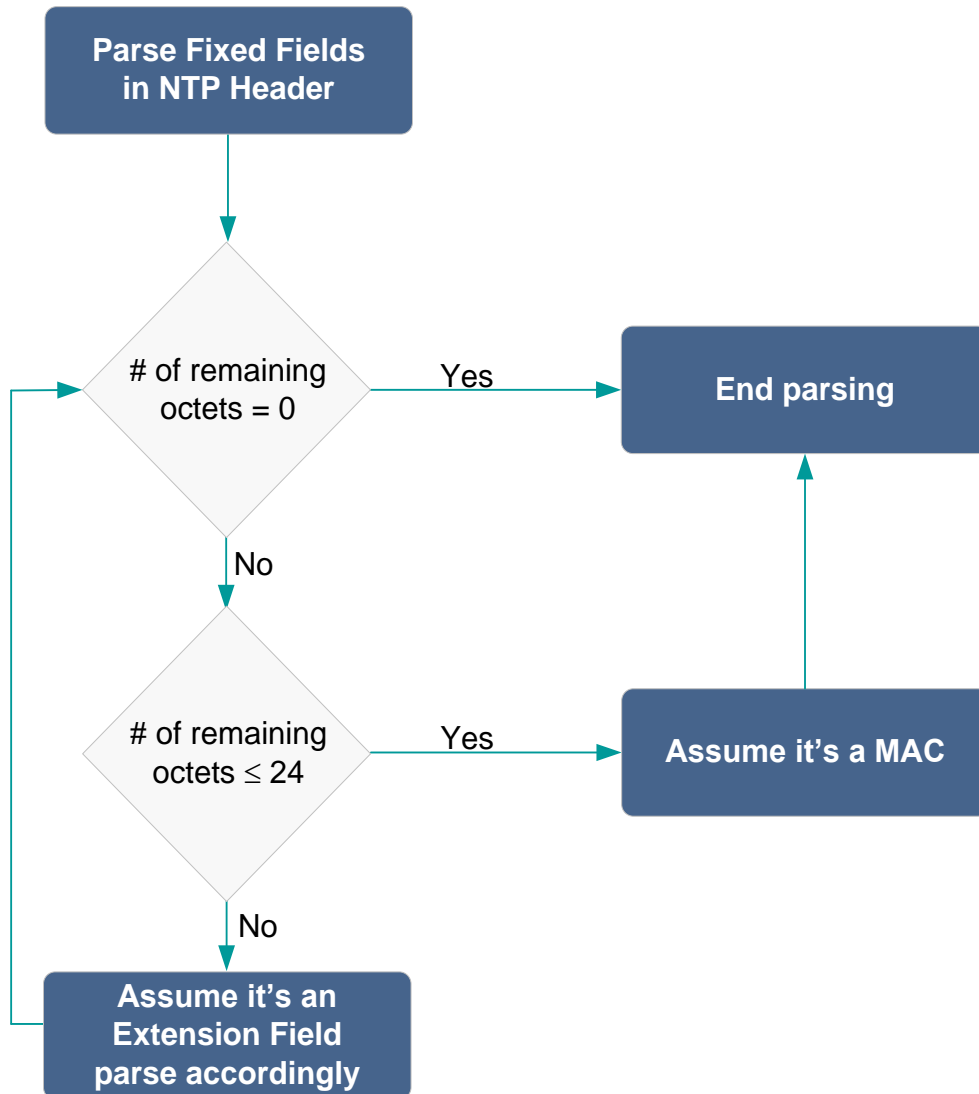 Parse Fixed Fields
in NTP Header
# of remaining
octets = 0
Yes
End parsing
No
# of remaining
octets ≤ 24
Yes
Assume it’s a MAC
No
Assume it’s an
Extension Field
parse accordingly